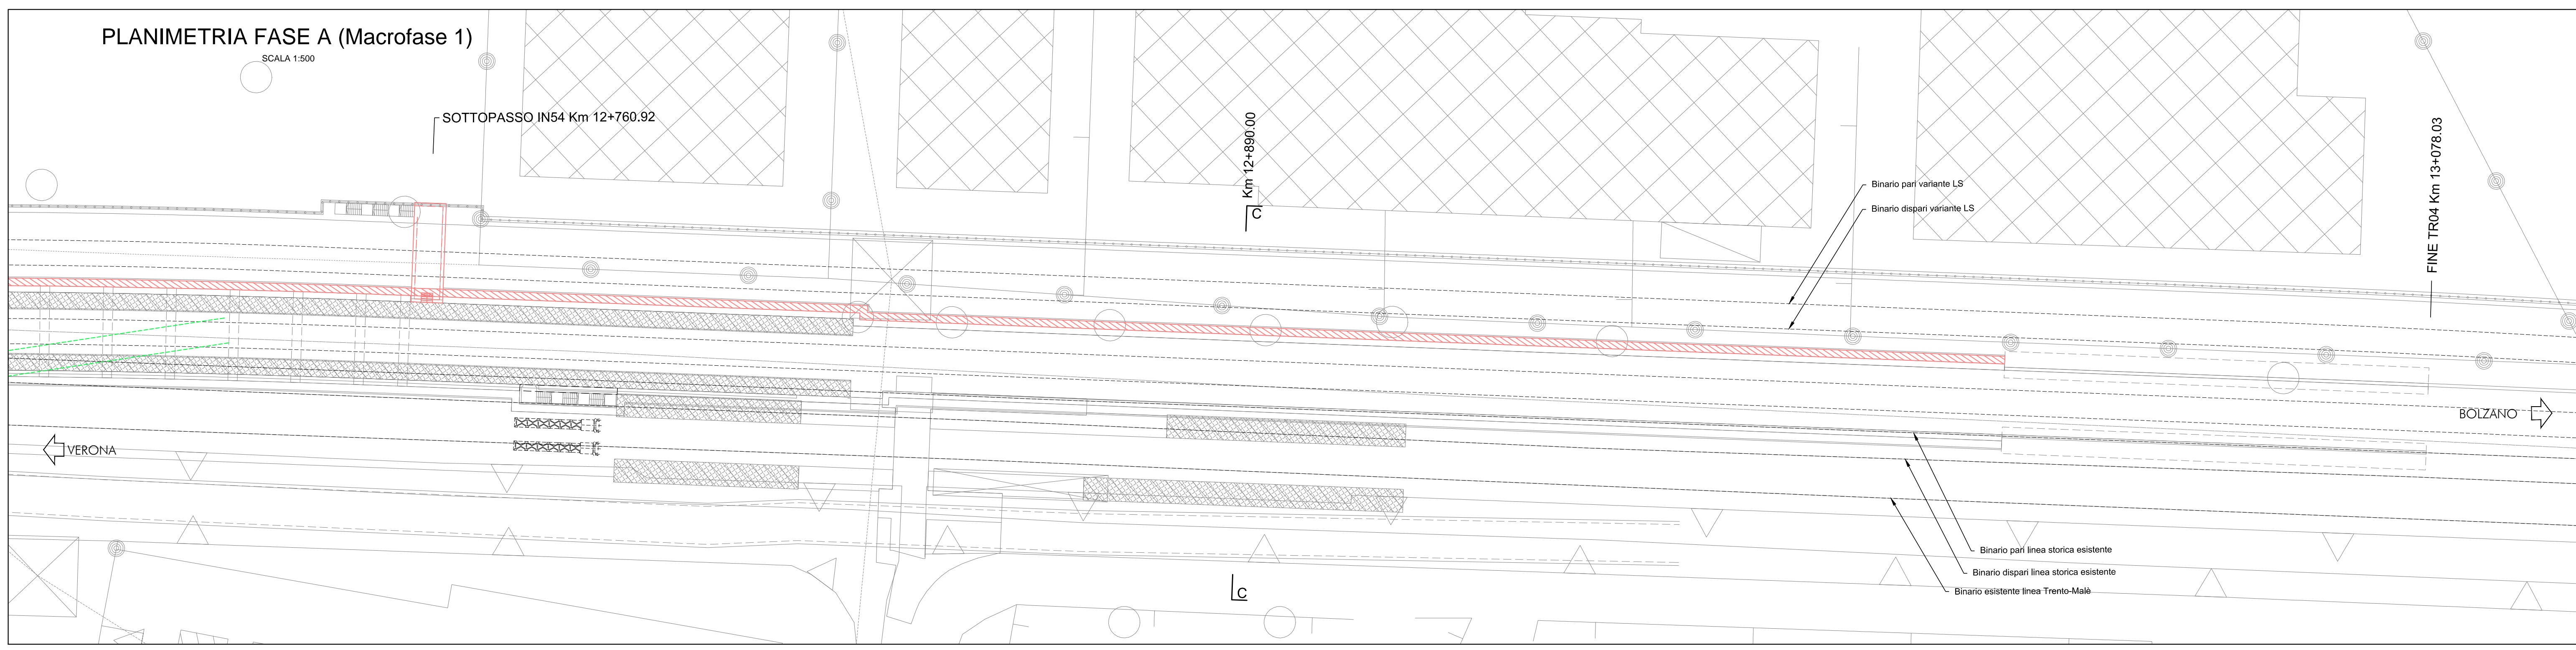 PLANIMETRIA FASE A (Macrofase 1)
SCALA 1:500
SOTTOPASSO IN54 Km 12+760.92
Km 12+890.00
C
Binario pari variante LS
Binario dispari variante LS
FINE TR04 Km 13+078.03
BOLZANO
VERONA
Binario pari linea storica esistente
Binario dispari linea storica esistente
Binario esistente linea Trento-Malè
C